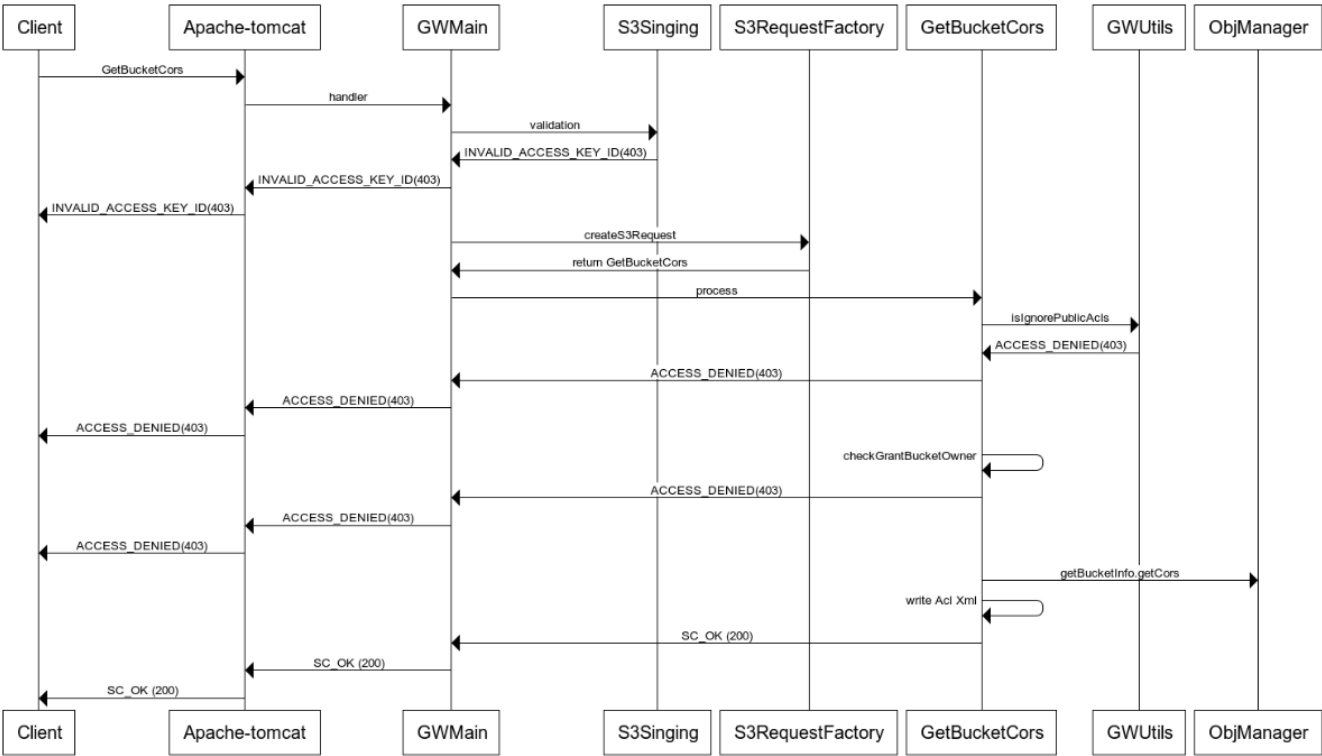 Client Apache-tomcat GWMain S3Singing S3RequestFactory GetBucketCors GWUtils ObjManager
GetBucketCors
handler
validation
INVALID_ACCESS_KEY_ID(403)
INVALID_ACCESS_KEY_ID(403)
INVALID_ACCESS_KEY_ID(403)
createS3Request
return GetBucketCors
process
isIgnorePublicAcls
ACCESS_DENIED(403)
ACCESS_DENIED(403)
ACCESS_DENIED(403)
ACCESS_DENIED(403)
checkGrantBucketOwner
ACCESS_DENIED(403)
ACCESS_DENIED(403)
ACCESS_DENIED(403)
getBucketInfo.getCors
write Acl Xml
SC_OK (200)
SC_OK (200)
SC_OK (200)
Client Apache-tomcat GWMain S3Singing S3RequestFactory GetBucketCors GWUtils ObjManager